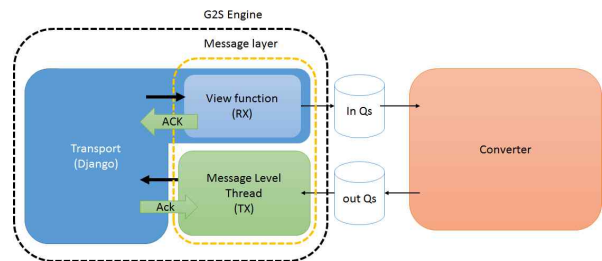 G2S Engine
Message layer
View function
(RX)
ACK
In Qs
Transport
(Django)
Converter
Message Level
Thread
(TX)
Ack
out Qs